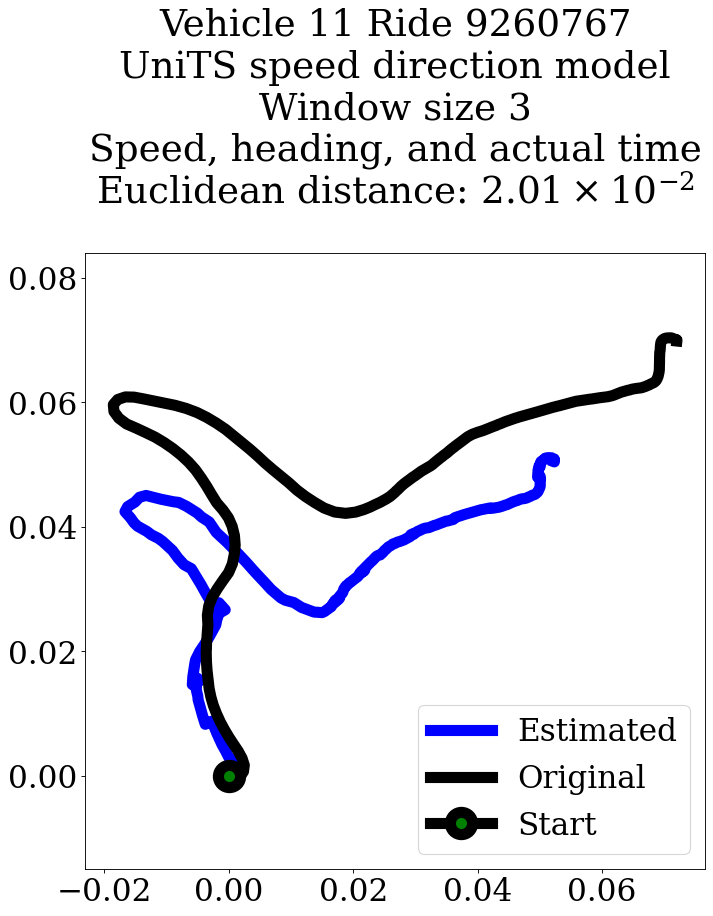 Vehicle 11 Ride 9260767
UniTS speed direction model
Window size 3
Speed, heading, and actual time
Euclidean distance: 2.01 × 10⁻²
0.08
0.06
0.04
0.02
0.00
Estimated
Original
Start
−0.02 0.00 0.02 0.04 0.06